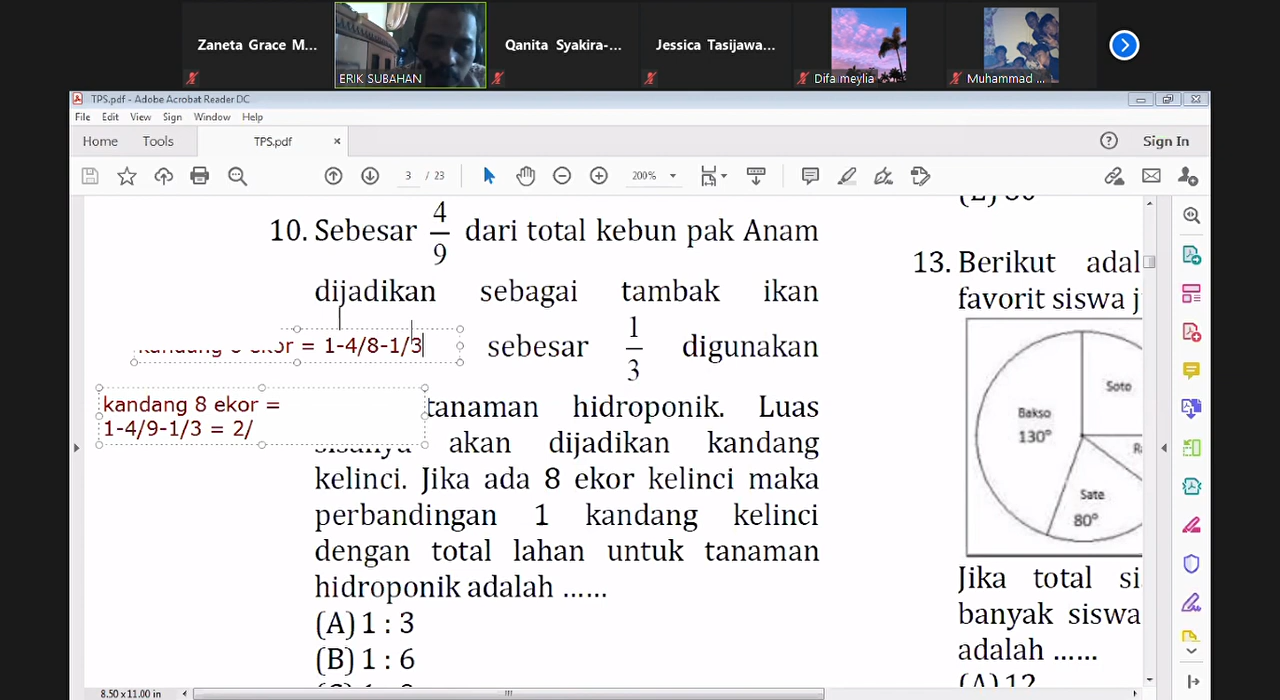 Zaneta Grace M...
ERIK SUBAHAN
Qanita Syakira-...
Jessica Tasijawa...
Difa meylia
Muhammad ...
TPS.pdf - Adobe Acrobat Reader DC
File Edit View Sign Window Help
Home Tools TPS.pdf × ? Sign In
3 / 23 200%
10. Sebesar 4/9 dari total kebun pak Anam
dijadikan sebagai tambak ikan
kandang 8 ekor = 1-4/8-1/3 sebesar 1/3 digunakan
kandang 8 ekor =
1-4/9-1/3 = 2/
tanaman hidroponik. Luas
sisanya akan dijadikan kandang
kelinci. Jika ada 8 ekor kelinci maka
perbandingan 1 kandang kelinci
dengan total lahan untuk tanaman
hidroponik adalah ......
(A) 1 : 3
(B) 1 : 6
13. Berikut adal
favorit siswa j
Soto
Bakso
130°
R
Sate
80°
Jika total si
banyak siswa
adalah ......
(A) 12
8.50 x 11.00 in